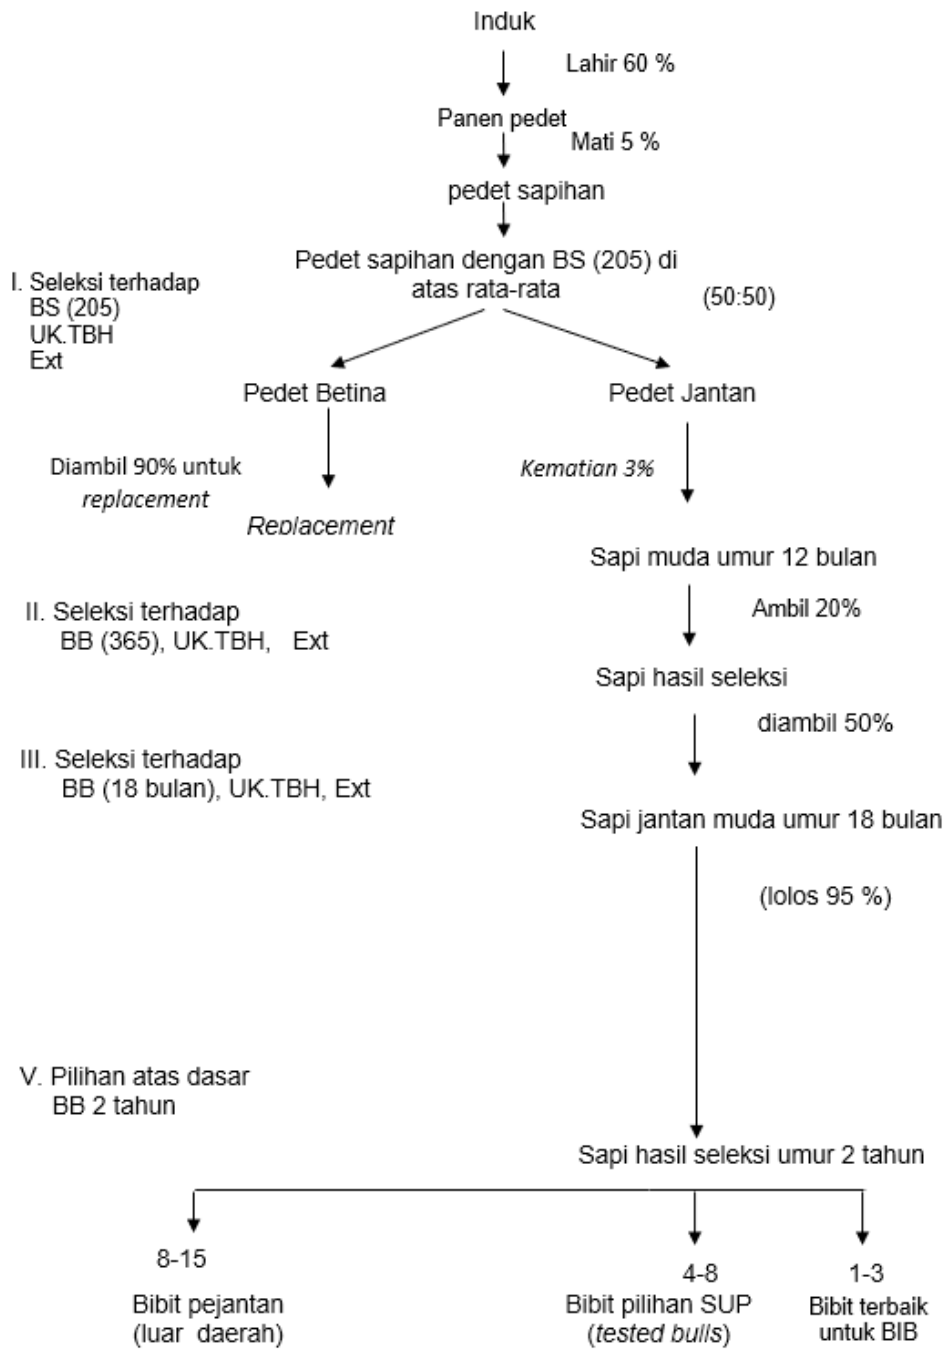 Induk
Lahir 60 %
Panen pedet
Mati 5 %
pedet sapihan
Pedet sapihan dengan BS (205) di
atas rata-rata
(50:50)
I. Seleksi terhadap
BS (205)
UK.TBH
Ext
Pedet Betina
Pedet Jantan
Diambil 90% untuk
replacement
Kematian 3%
Replacement
Sapi muda umur 12 bulan
II. Seleksi terhadap
BB (365), UK.TBH, Ext
Ambil 20%
Sapi hasil seleksi
diambil 50%
III. Seleksi terhadap
BB (18 bulan), UK.TBH, Ext
Sapi jantan muda umur 18 bulan
(lolos 95 %)
V. Pilihan atas dasar
BB 2 tahun
Sapi hasil seleksi umur 2 tahun
8-15
Bibit pejantan
(luar daerah)
4-8
Bibit pilihan SUP
(tested bulls)
1-3
Bibit terbaik
untuk BIB